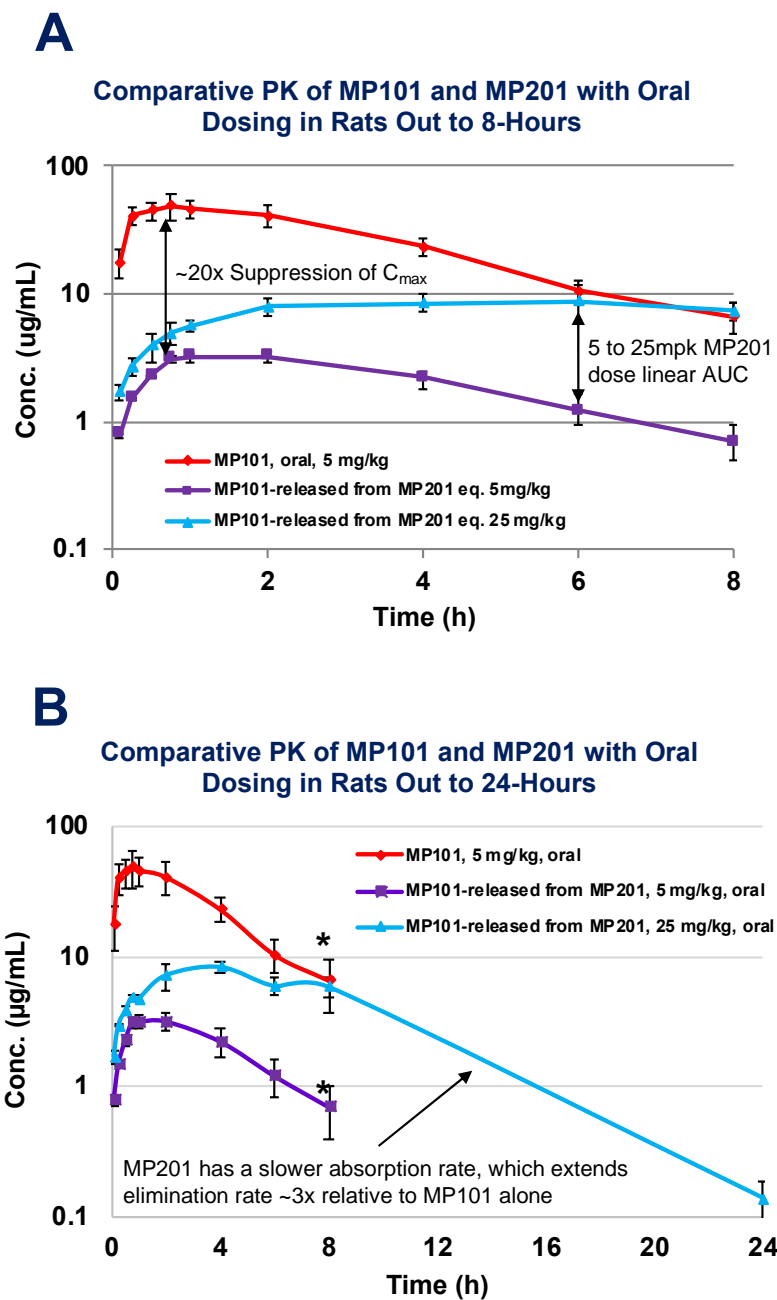 A
Comparative PK of MP101 and MP201 with Oral
Dosing in Rats Out to 8-Hours
100
10
1
0.1
Conc. (ug/mL)
~20x Suppression of Cmax
5 to 25mpk MP201
dose linear AUC
MP101, oral, 5 mg/kg
MP101-released from MP201 eq. 5mg/kg
MP101-released from MP201 eq. 25 mg/kg
0 2 4 6 8
Time (h)
B
Comparative PK of MP101 and MP201 with Oral
Dosing in Rats Out to 24-Hours
100
10
1
0.1
Conc. (µg/mL)
MP101, 5 mg/kg, oral
MP101-released from MP201, 5 mg/kg, oral
MP101-released from MP201, 25 mg/kg, oral
*
*
MP201 has a slower absorption rate, which extends
elimination rate ~3x relative to MP101 alone
0 4 8 12 16 20 24
Time (h)